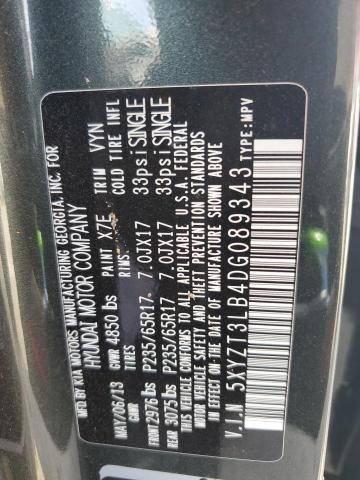 MFD BY KIA MOTORS MANUFACTURING GEORGIA, INC. FOR
HYUNDAI MOTOR COMPANY
MAY/06/13 GVWR 4850 lbs PAINT X7E TRIM VYN
TIRES RIMS COLD TIRE INFL
FRONT 2976 lbs P235/65R17. 7.0JX17 33psi SINGLE
REAR 3075 lbs P235/65R17. 7.0JX17 33psi SINGLE
THIS VEHICLE CONFORMS TO ALL APPLICABLE U.S.A. FEDERAL
MOTOR VEHICLE SAFETY, BUMPER, AND
THEFT PREVENTION STANDARDS
IN EFFECT ON THE DATE OF
MANUFACTURE SHOWN ABOVE.
V.I.N 5XYZT3LB4DG089343 TYPE:MPV